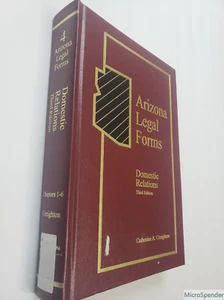 4
Arizona
Legal
Forms
Domestic
Relations
Third Edition
Chapters 1-6
Creighton
Arizona
Legal
Forms
Domestic
Relations
Third Edition
Catherine A. Creighton
MicroSpender